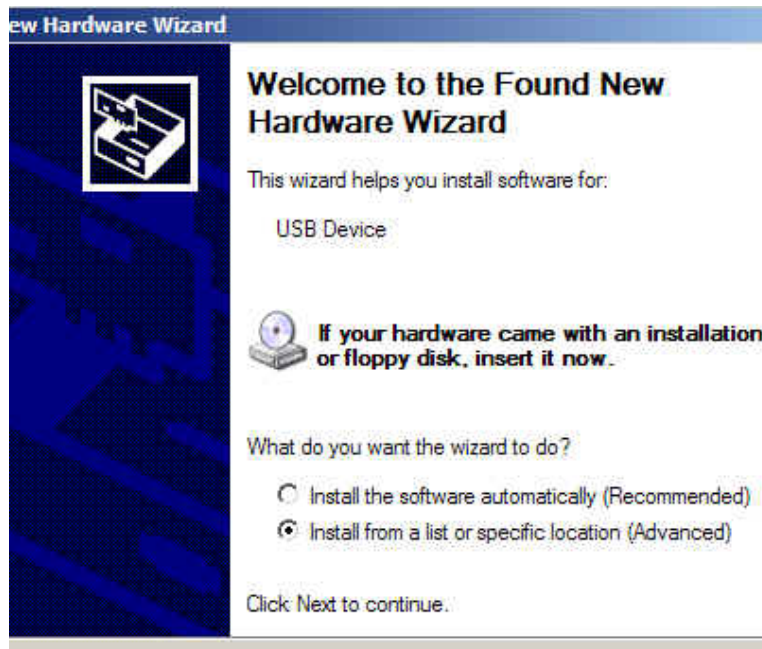 ew Hardware Wizard
Welcome to the Found New
Hardware Wizard
This wizard helps you install software for:
USB Device
If your hardware came with an installation
or floppy disk, insert it now.
What do you want the wizard to do?
Install the software automatically (Recommended)
Install from a list or specific location (Advanced)
Click Next to continue.